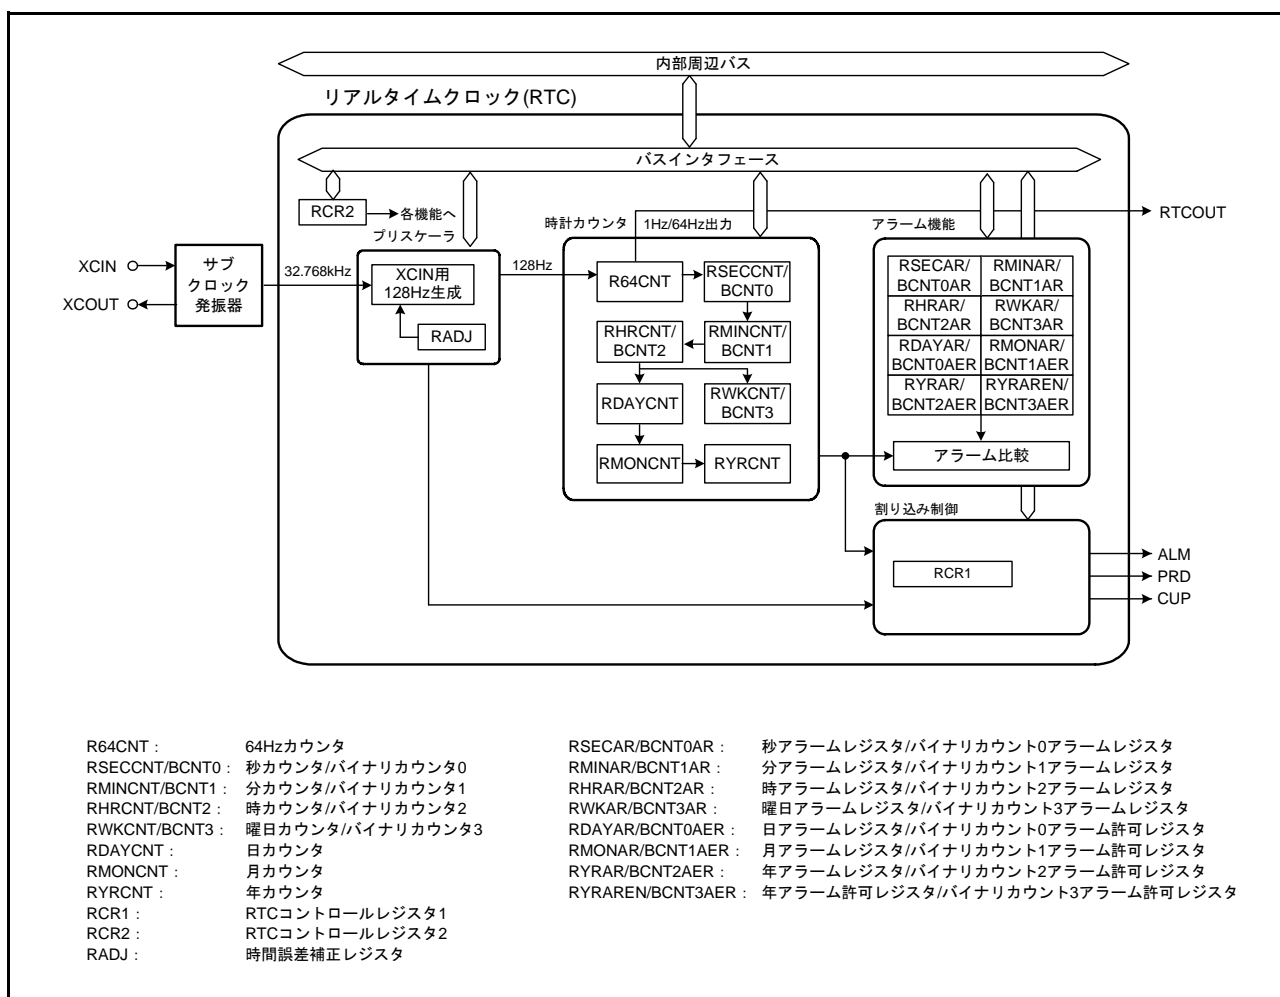 内部周辺バス
リアルタイムクロック(RTC)
バスインタフェース
RCR2
各機能へ
プリスケーラ
時計カウンタ
1Hz/64Hz出力
アラーム機能
RTCOUT
XCIN
XCOUT
サブ
クロック
発振器
32.768kHz
XCIN用
128Hz生成
RADJ
128Hz
R64CNT
RSECCNT/
BCNT0
RHRCNT/
BCNT2
RMINCNT/
BCNT1
RDAYCNT
RWKCNT/
BCNT3
RMONCNT
RYRCNT
RSECAR/
BCNT0AR
RMINAR/
BCNT1AR
RHRAR/
BCNT2AR
RWKAR/
BCNT3AR
RDAYAR/
BCNT0AER
RMONAR/
BCNT1AER
RYRAR/
BCNT2AER
RYRAREN/
BCNT3AER
アラーム比較
割り込み制御
RCR1
ALM
PRD
CUP
R64CNT : 64Hzカウンタ
RSECCNT/BCNT0 : 秒カウンタ/バイナリカウンタ0
RMINCNT/BCNT1 : 分カウンタ/バイナリカウンタ1
RHRCNT/BCNT2 : 時カウンタ/バイナリカウンタ2
RWKCNT/BCNT3 : 曜日カウンタ/バイナリカウンタ3
RDAYCNT : 日カウンタ
RMONCNT : 月カウンタ
RYRCNT : 年カウンタ
RCR1 : RTCコントロールレジスタ1
RCR2 : RTCコントロールレジスタ2
RADJ : 時間誤差補正レジスタ
RSECAR/BCNT0AR : 秒アラームレジスタ/バイナリカウント0アラームレジスタ
RMINAR/BCNT1AR : 分アラームレジスタ/バイナリカウント1アラームレジスタ
RHRAR/BCNT2AR : 時アラームレジスタ/バイナリカウント2アラームレジスタ
RWKAR/BCNT3AR : 曜日アラームレジスタ/バイナリカウント3アラームレジスタ
RDAYAR/BCNT0AER : 日アラームレジスタ/バイナリカウント0アラーム許可レジスタ
RMONAR/BCNT1AER : 月アラームレジスタ/バイナリカウント1アラーム許可レジスタ
RYRAR/BCNT2AER : 年アラームレジスタ/バイナリカウント2アラーム許可レジスタ
RYRAREN/BCNT3AER : 年アラーム許可レジスタ/バイナリカウント3アラーム許可レジスタ